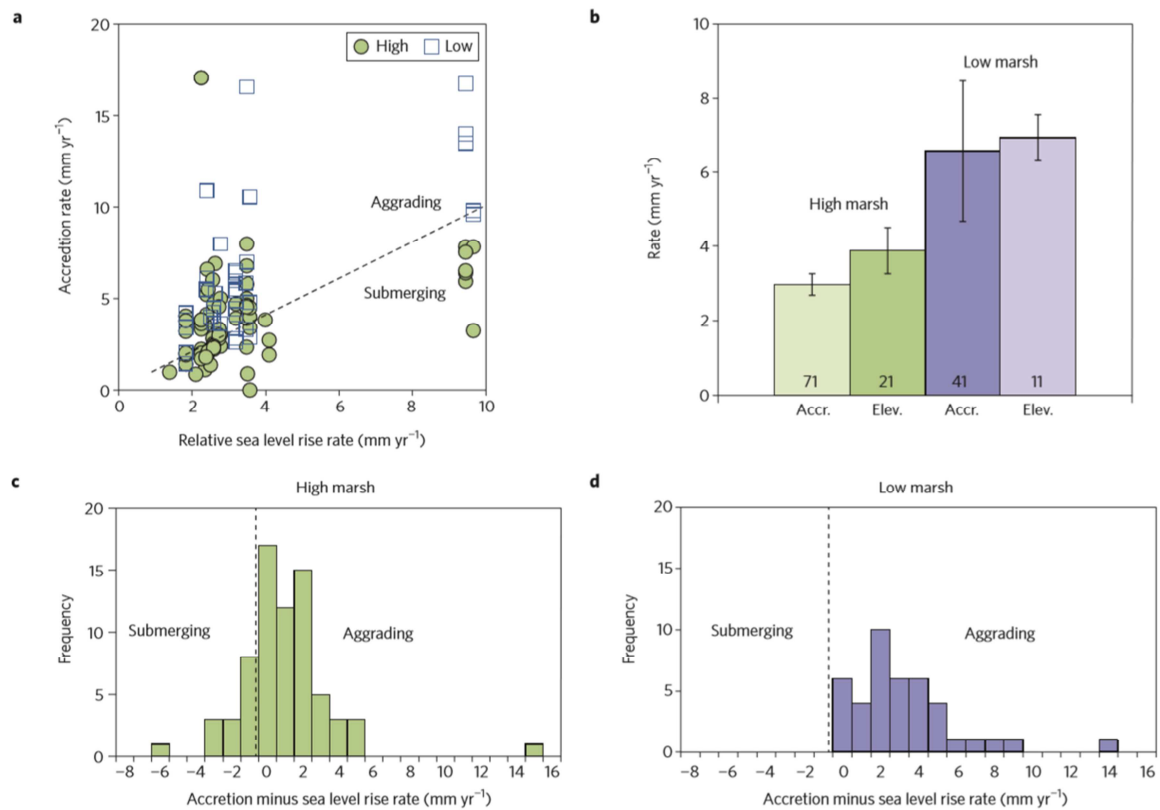 a
20
15
10
5
0
Accredtion rate (mm yr⁻¹)
High Low
Aggrading
Submerging
0 2 4 6 8 10
Relative sea level rise rate (mm yr⁻¹)
b
10
8
6
4
2
0
Rate (mm yr⁻¹)
Low marsh
High marsh
71 21 41 11
Accr. Elev. Accr. Elev.
c
High marsh
20
15
10
5
0
Frequency
Submerging
Aggrading
−8 −6 −4 −2 0 2 4 6 8 10 12 14 16
Accretion minus sea level rise rate (mm yr⁻¹)
d
Low marsh
20
15
10
5
0
Frequency
Submerging
Aggrading
−8 −6 −4 −2 0 2 4 6 8 10 12 14 16
Accretion minus sea level rise rate (mm yr⁻¹)